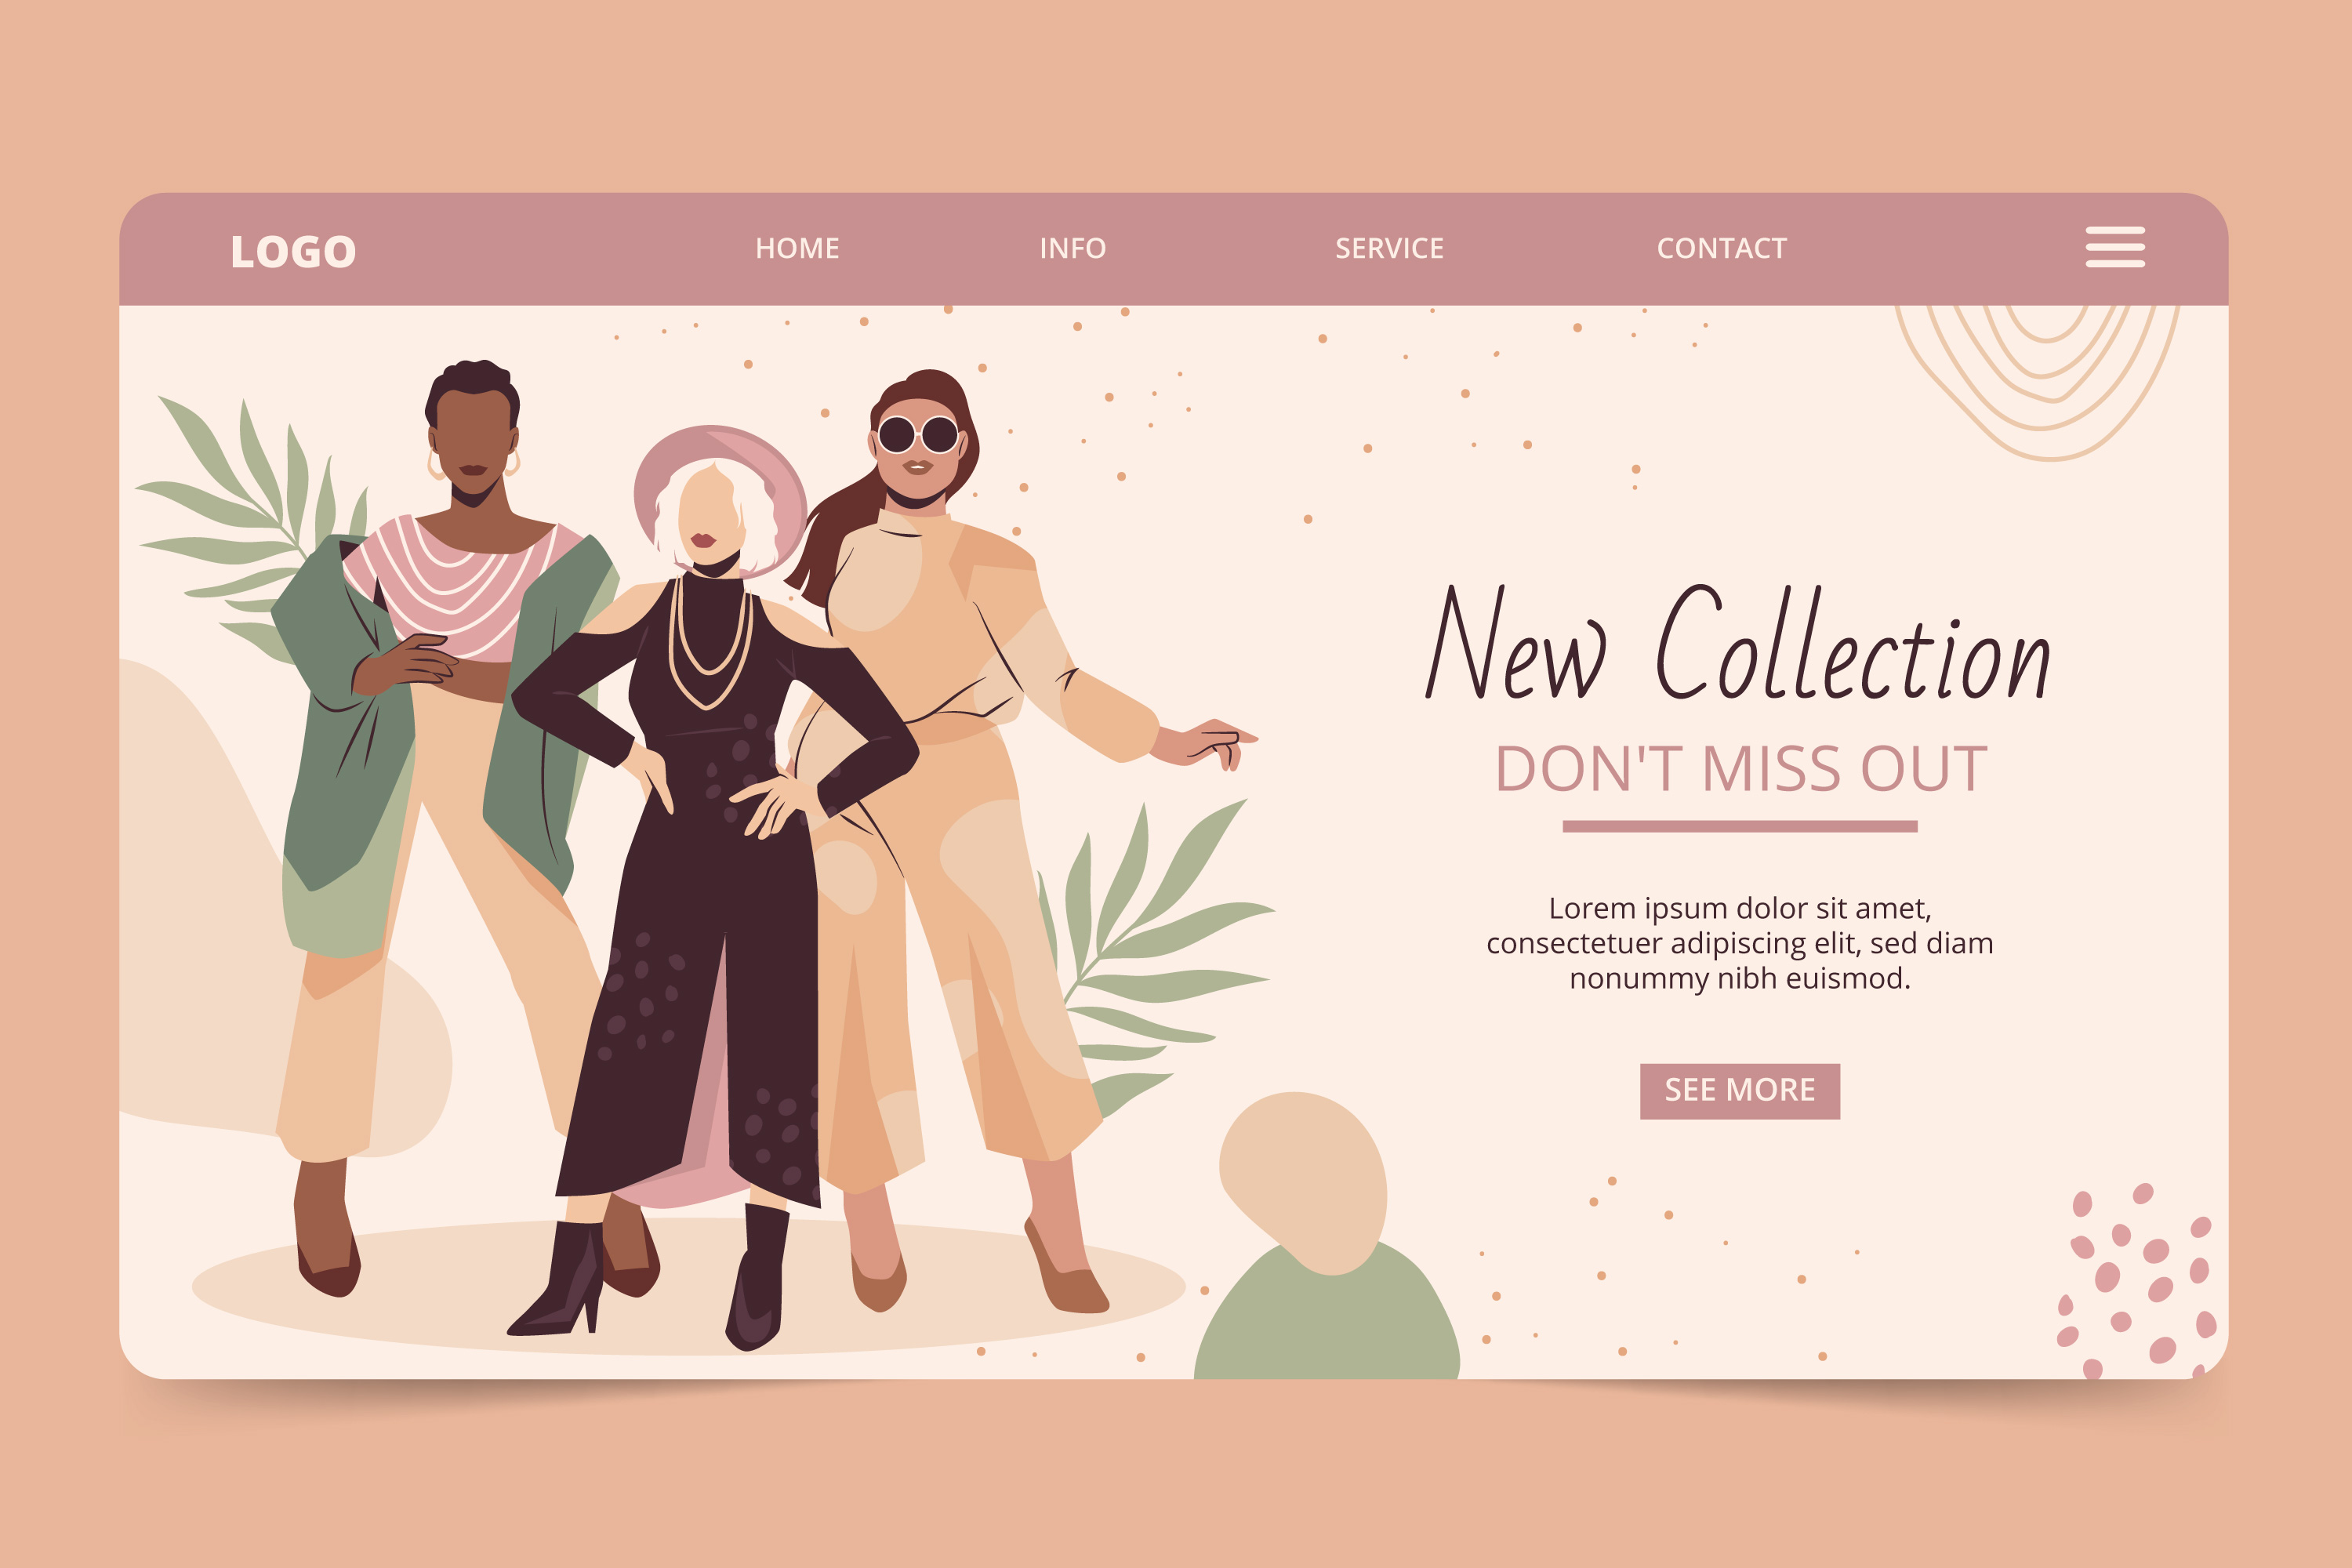 LOGO
HOME
INFO
SERVICE
CONTACT
New Collection
DON'T MISS OUT
Lorem ipsum dolor sit amet,
consectetuer adipiscing elit, sed diam
nonummy nibh euismod.
SEE MORE